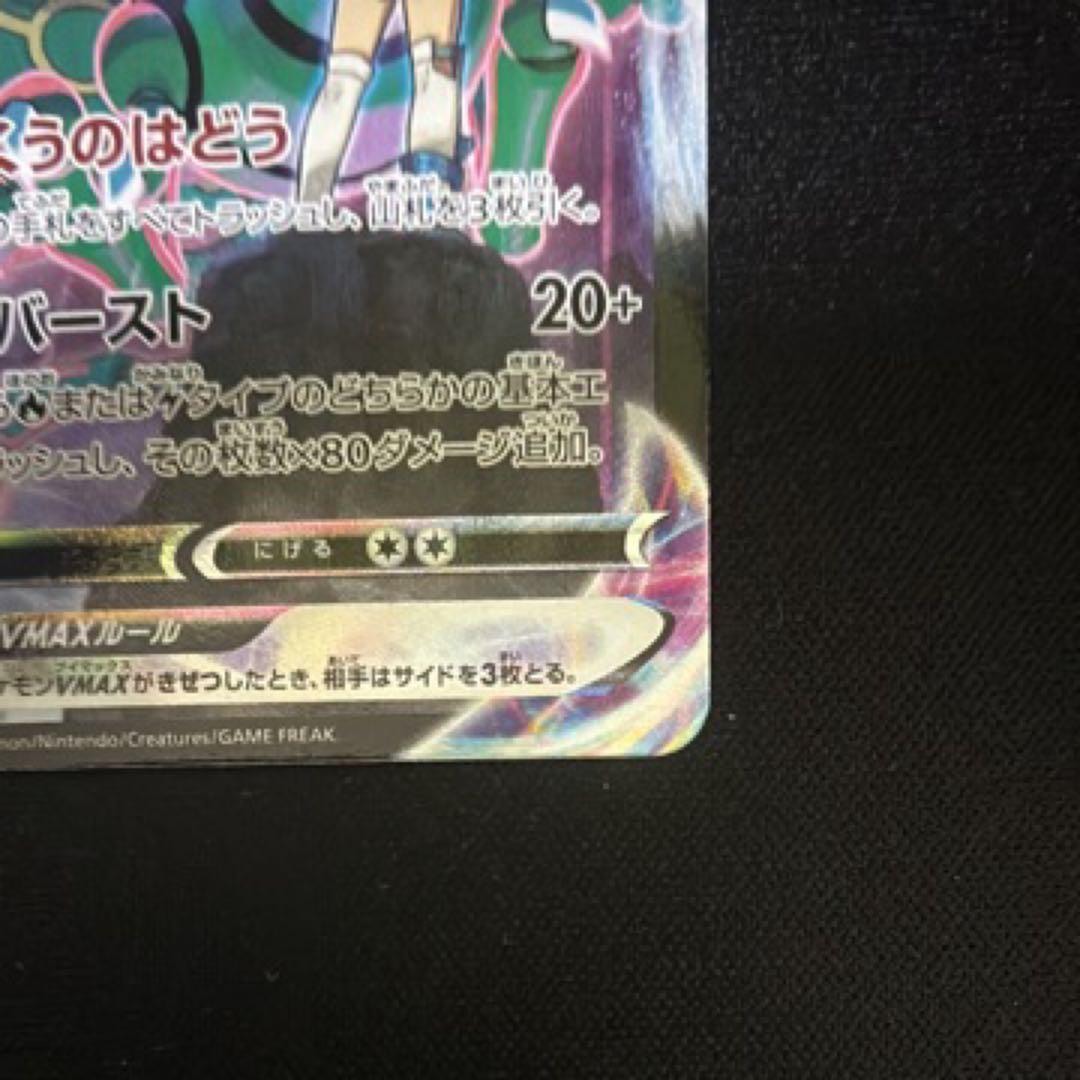 くうのはどう
の手札をすべてトラッシュし、山札を3枚引く。
バースト 20+
またはタイプのどちらかの基本エ
ッシュし、その枚数×80ダメージ追加。
にげる
VMAXルール
ケモンVMAXがきぜつしたとき、相手はサイドを3枚とる。
mon/Nintendo/Creatures/GAME FREAK